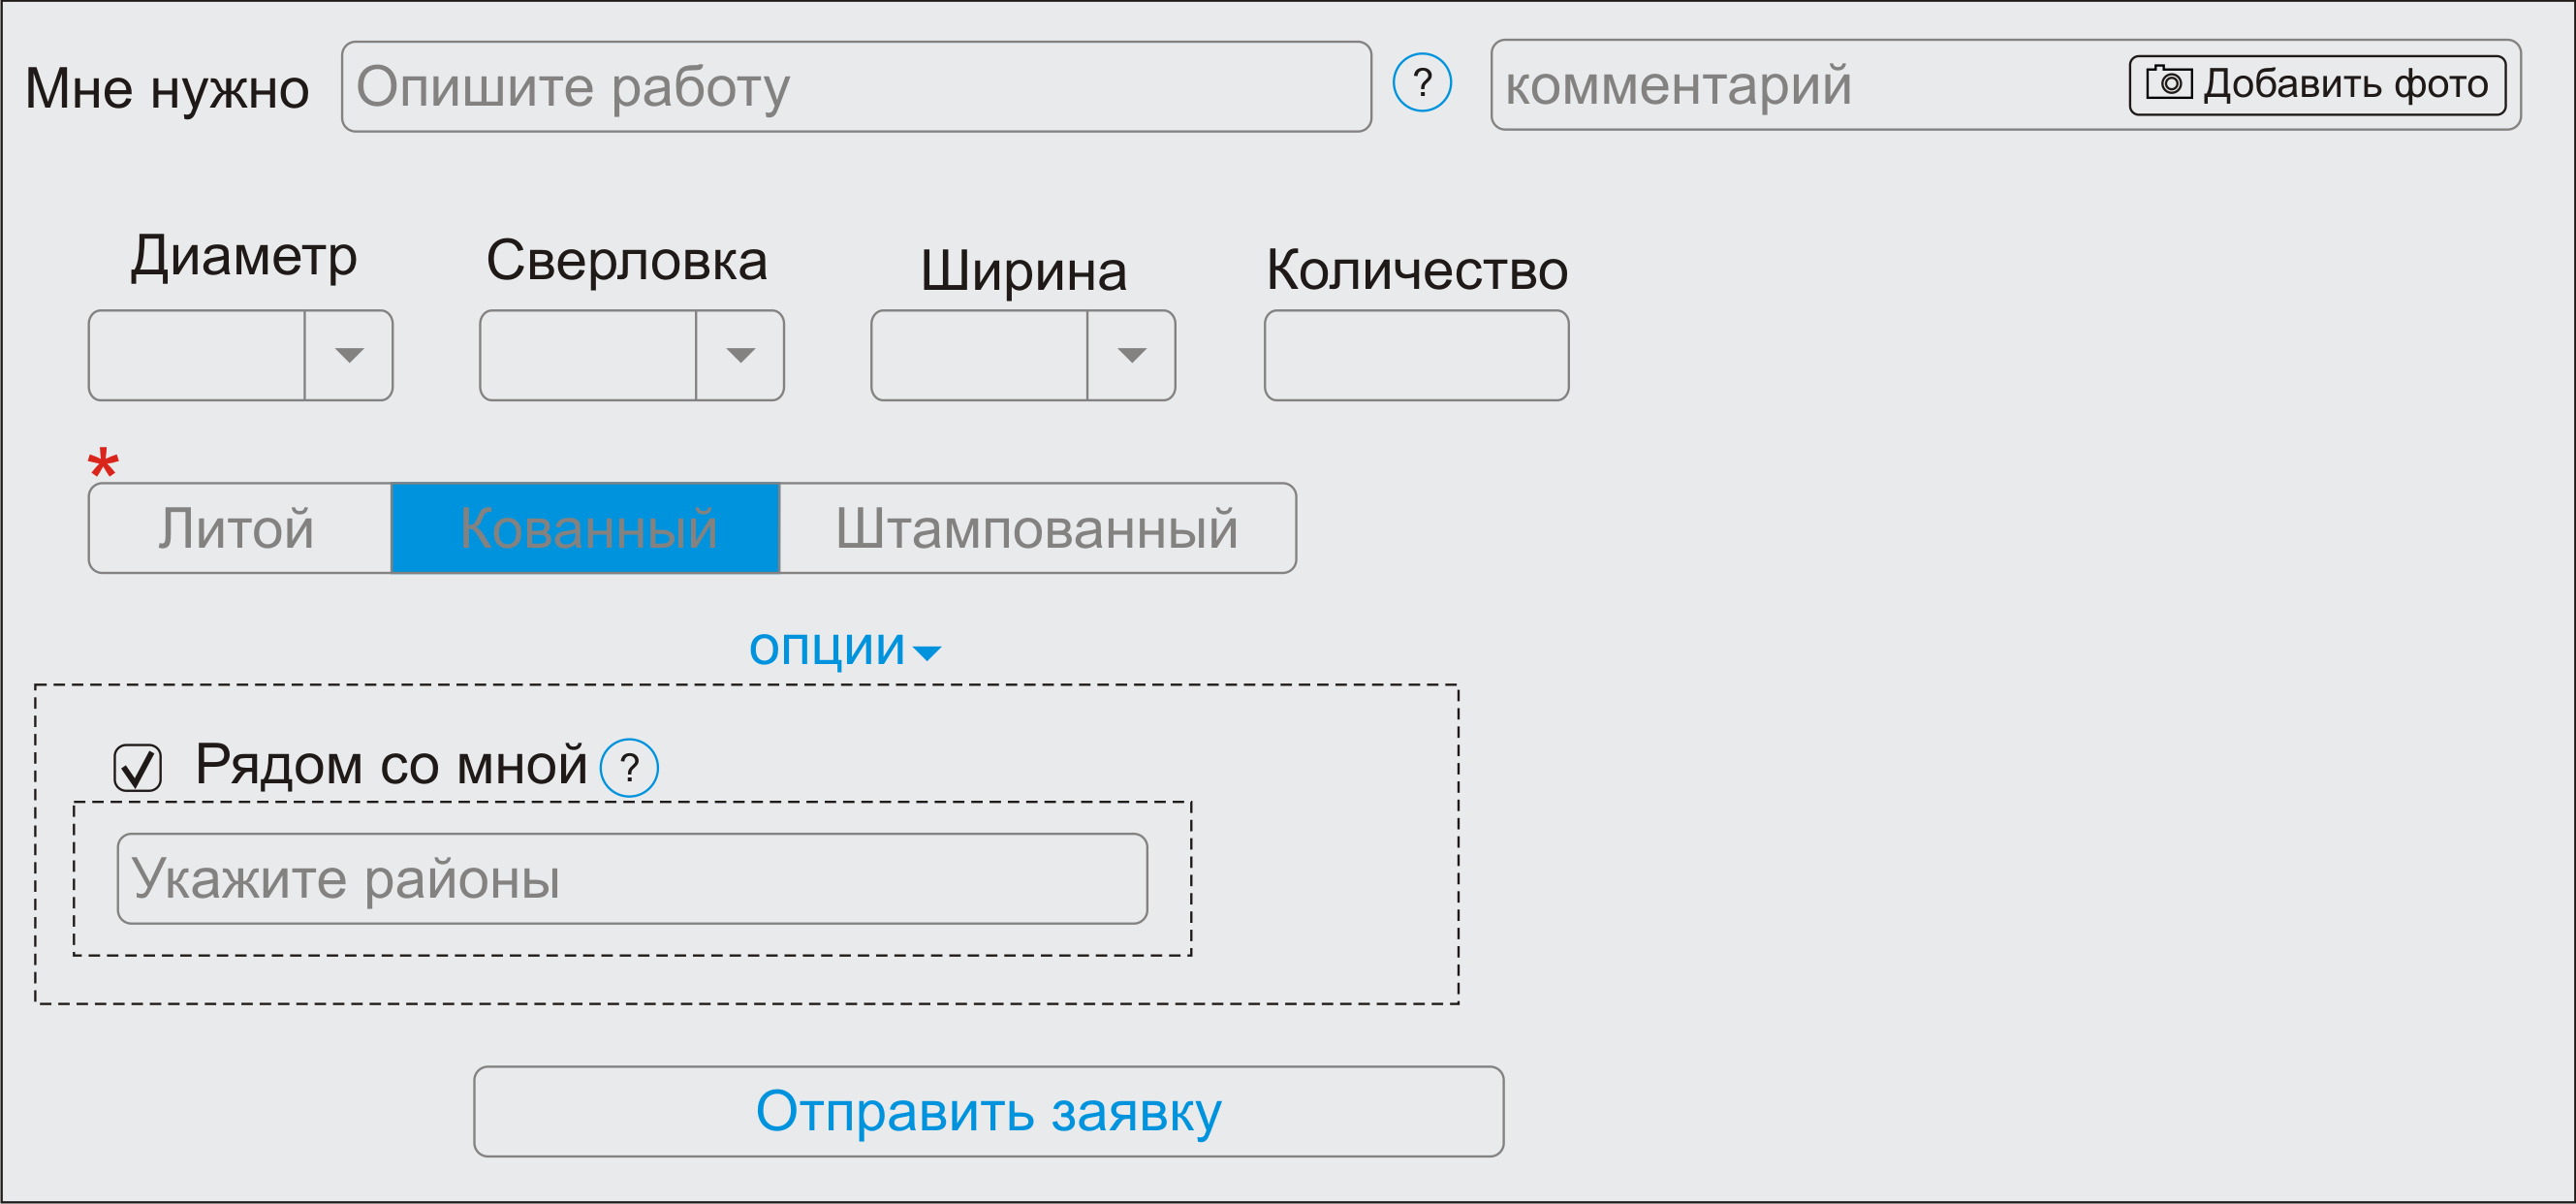 Мне нужно Опишите работу ? комментарий Добавить фото
Диаметр Сверловка Ширина Количество
*
Литой Кованный Штампованный
опции
Рядом со мной ?
Укажите районы
Отправить заявку